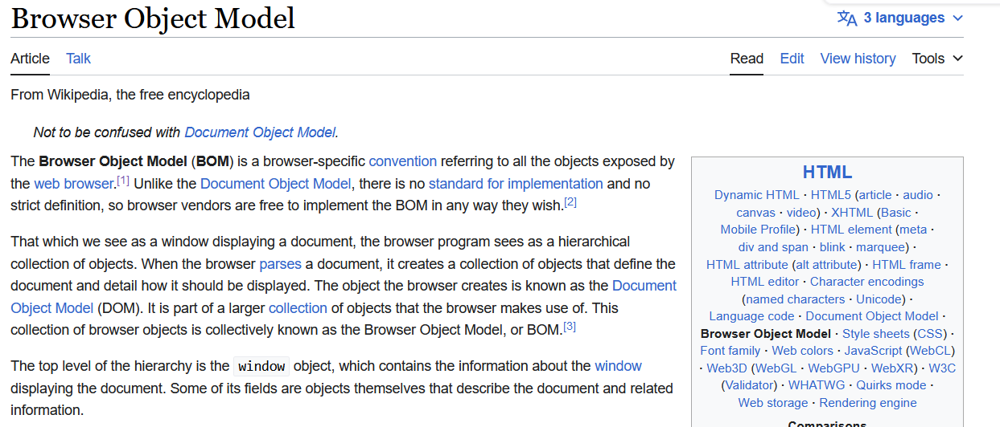 Browser Object Model
3 languages
Article Talk
Read Edit View history Tools
From Wikipedia, the free encyclopedia
Not to be confused with Document Object Model.
The Browser Object Model (BOM) is a browser-specific convention referring to all the objects exposed by
the web browser.[1] Unlike the Document Object Model, there is no standard for implementation and no
strict definition, so browser vendors are free to implement the BOM in any way they wish.[2]
That which we see as a window displaying a document, the browser program sees as a hierarchical
collection of objects. When the browser parses a document, it creates a collection of objects that define the
document and detail how it should be displayed. The object the browser creates is known as the Document
Object Model (DOM). It is part of a larger collection of objects that the browser makes use of. This
collection of browser objects is collectively known as the Browser Object Model, or BOM.[3]
The top level of the hierarchy is the window object, which contains the information about the window
displaying the document. Some of its fields are objects themselves that describe the document and related
information.
HTML
Dynamic HTML · HTML5 (article · audio ·
canvas · video) · XHTML (Basic ·
Mobile Profile) · HTML element (meta ·
div and span · blink · marquee) ·
HTML attribute (alt attribute) · HTML frame ·
HTML editor · Character encodings
(named characters · Unicode) ·
Language code · Document Object Model ·
Browser Object Model · Style sheets (CSS) ·
Font family · Web colors · JavaScript (WebCL)
· Web3D (WebGL · WebGPU · WebXR) · W3C
(Validator) · WHATWG · Quirks mode ·
Web storage · Rendering engine
Comparisons